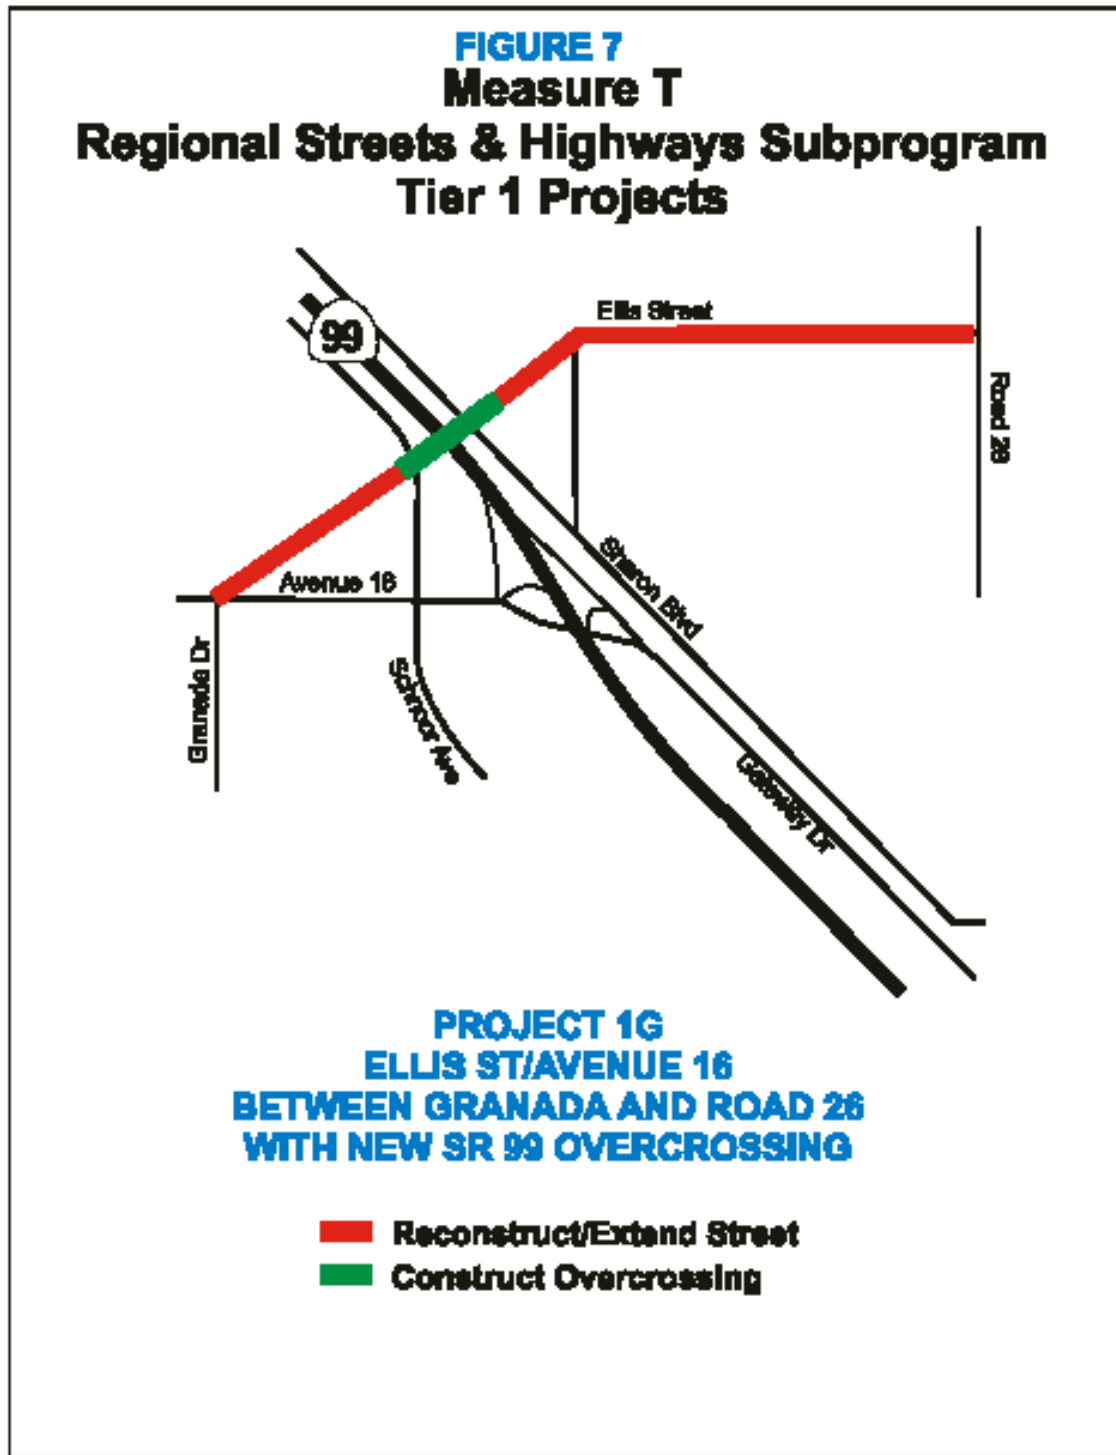 FIGURE 7
Measure T
Regional Streets & Highways Subprogram
Tier 1 Projects
99
Ellis Street
Road 26
Sharon Blvd
Avenue 16
Granada Dr
Schnoor Ave
Gateway Dr
PROJECT 1G
ELLIS ST/AVENUE 16
BETWEEN GRANADA AND ROAD 26
WITH NEW SR 99 OVERCROSSING
Reconstruct/Extend Street
Construct Overcrossing